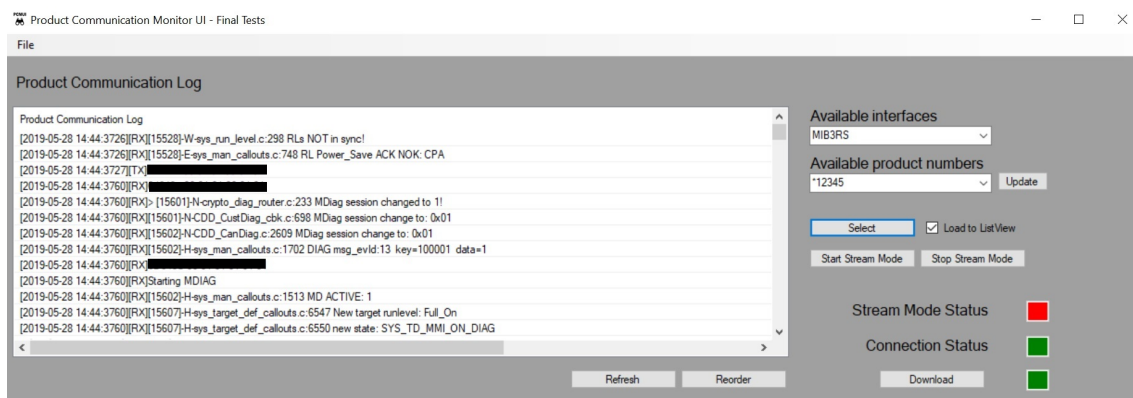 PCMUI
Product Communication Monitor UI - Final Tests
File
Product Communication Log
Product Communication Log
[2019-05-28 14:44:3726][RX][15528]-W-sys_run_level.c:298 RLs NOT in sync!
[2019-05-28 14:44:3726][RX][15528]-E-sys_man_callouts.c:748 RL Power_Save ACK NOK: CPA
[2019-05-28 14:44:3727][TX]
[2019-05-28 14:44:3760][RX]
[2019-05-28 14:44:3760][RX]> [15601]-N-crypto_diag_router.c:233 MDiag session changed to 1!
[2019-05-28 14:44:3760][RX][15601]-N-CDD_CustDiag_cbk.c:698 MDiag session change to: 0x01
[2019-05-28 14:44:3760][RX][15602]-N-CDD_CanDiag.c:2609 MDiag session change to: 0x01
[2019-05-28 14:44:3760][RX][15602]-H-sys_man_callouts.c:1702 DIAG msg_evId:13 key=100001 data=1
[2019-05-28 14:44:3760][RX]
[2019-05-28 14:44:3760][RX]Starting MDIAG
[2019-05-28 14:44:3760][RX][15602]-H-sys_man_callouts.c:1513 MD ACTIVE: 1
[2019-05-28 14:44:3760][RX][15607]-H-sys_target_def_callouts.c:6547 New target runlevel: Full_On
[2019-05-28 14:44:3760][RX][15607]-H-sys_target_def_callouts.c:6550 new state: SYS_TD_MMI_ON_DIAG
Refresh
Reorder
Available interfaces
MIB3RS
Available product numbers
*12345
Update
Select
Load to ListView
Start Stream Mode
Stop Stream Mode
Stream Mode Status
Connection Status
Download